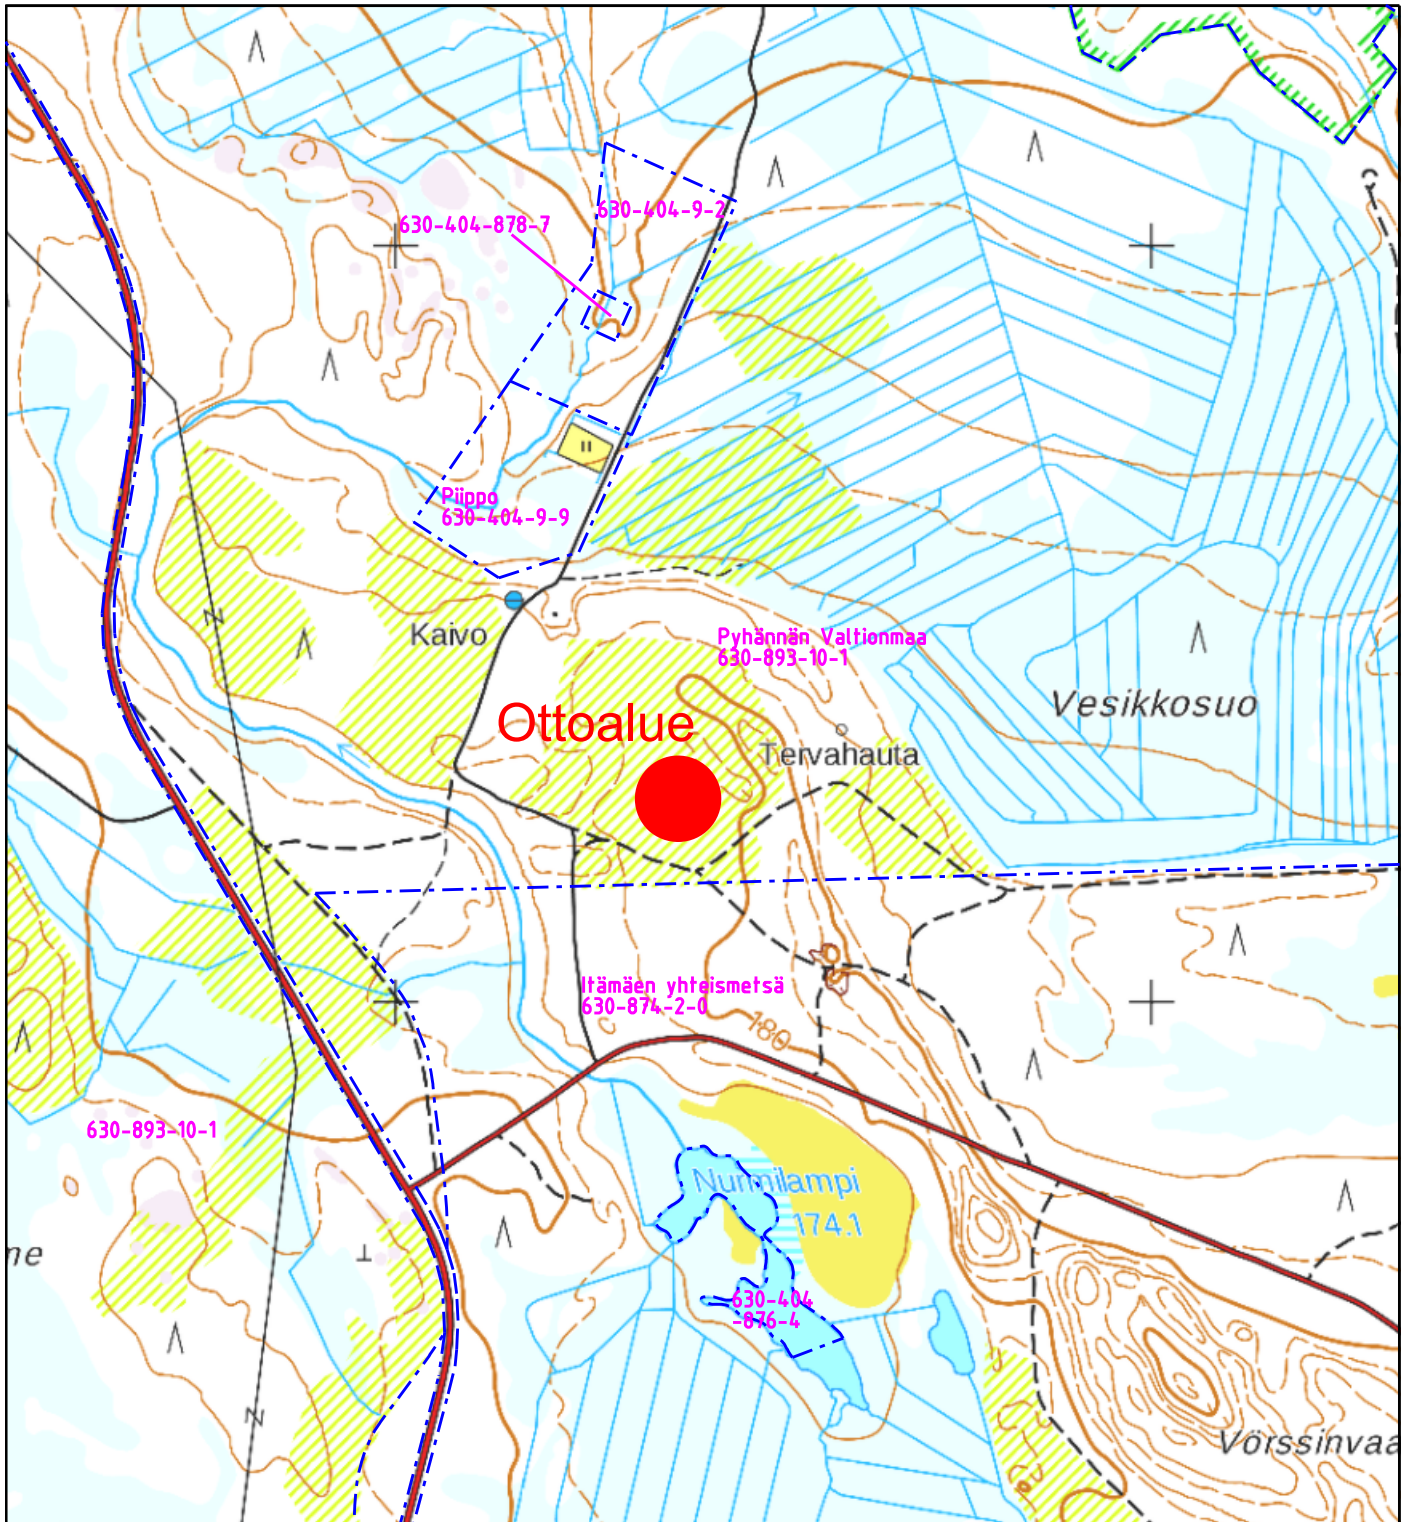 630-404-9-2
630-404-878-7
Piippo
630-404-9-9
Kaivo
Pyhännän Valtionmaa
630-893-10-1
Vesikkosuo
Ottoalue
Tervahauta
Itämäen yhteismetsä
630-874-2-0
180
630-893-10-1
Nurmilampi
174.1
ne
630-404
-876-4
Vörssinvaa